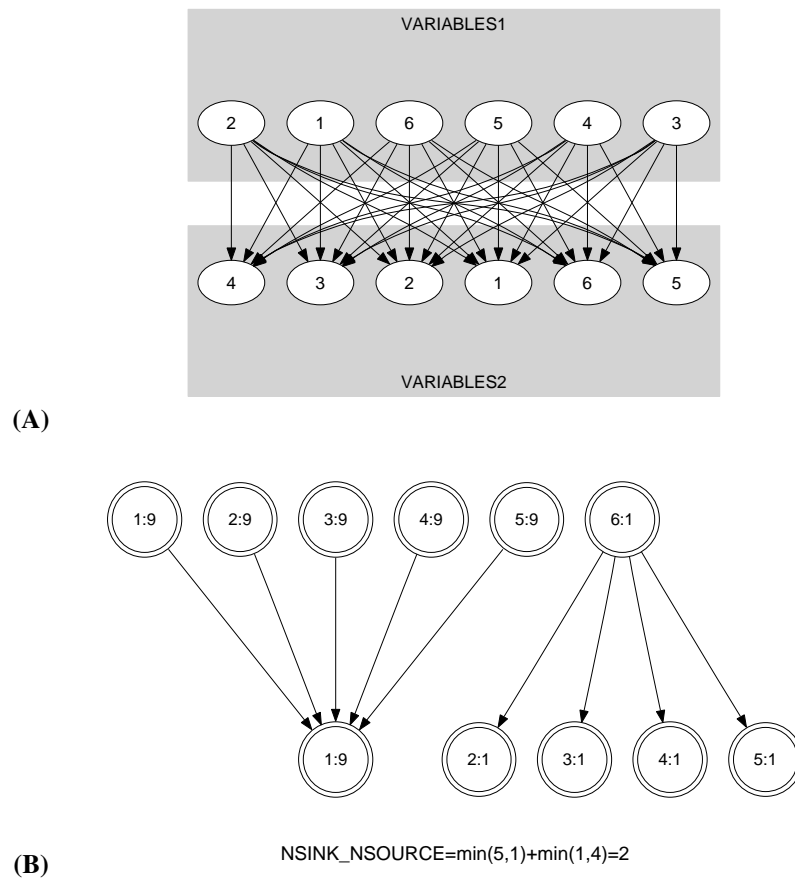 VARIABLES1
2 1 6 5 4 3
4 3 2 1 6 5
VARIABLES2
(A)
1:9 2:9 3:9 4:9 5:9 6:1
1:9 2:1 3:1 4:1 5:1
(B) NSINK_NSOURCE=min(5,1)+min(1,4)=2